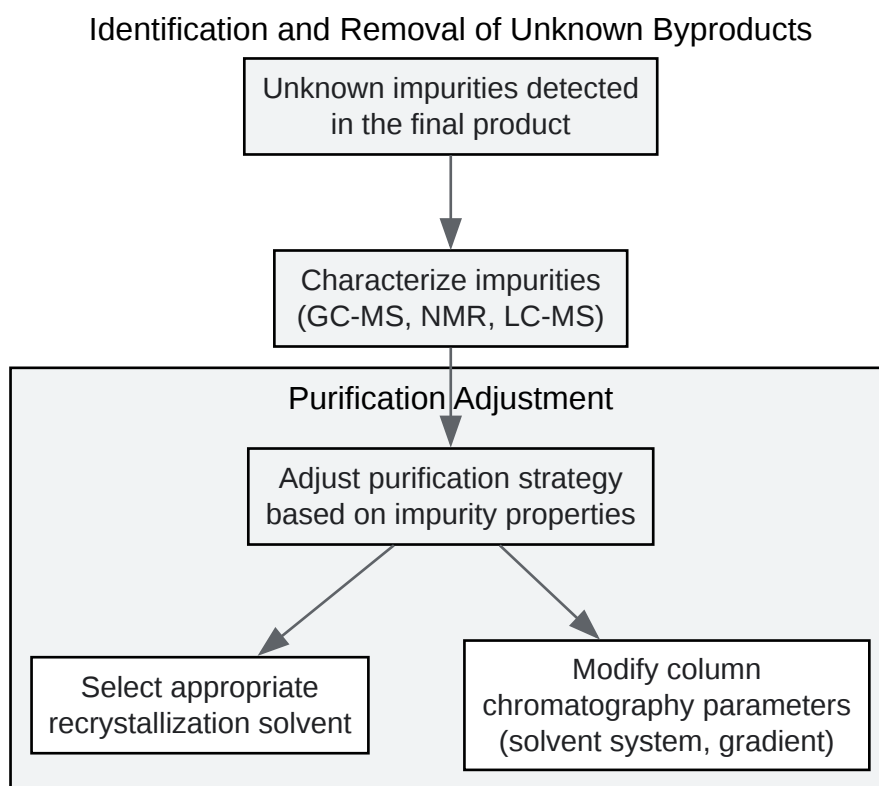 Identification and Removal of Unknown Byproducts
Unknown impurities detected
in the final product
Characterize impurities
(GC-MS, NMR, LC-MS)
Purification Adjustment
Adjust purification strategy
based on impurity properties
Select appropriate
recrystallization solvent
Modify column
chromatography parameters
(solvent system, gradient)